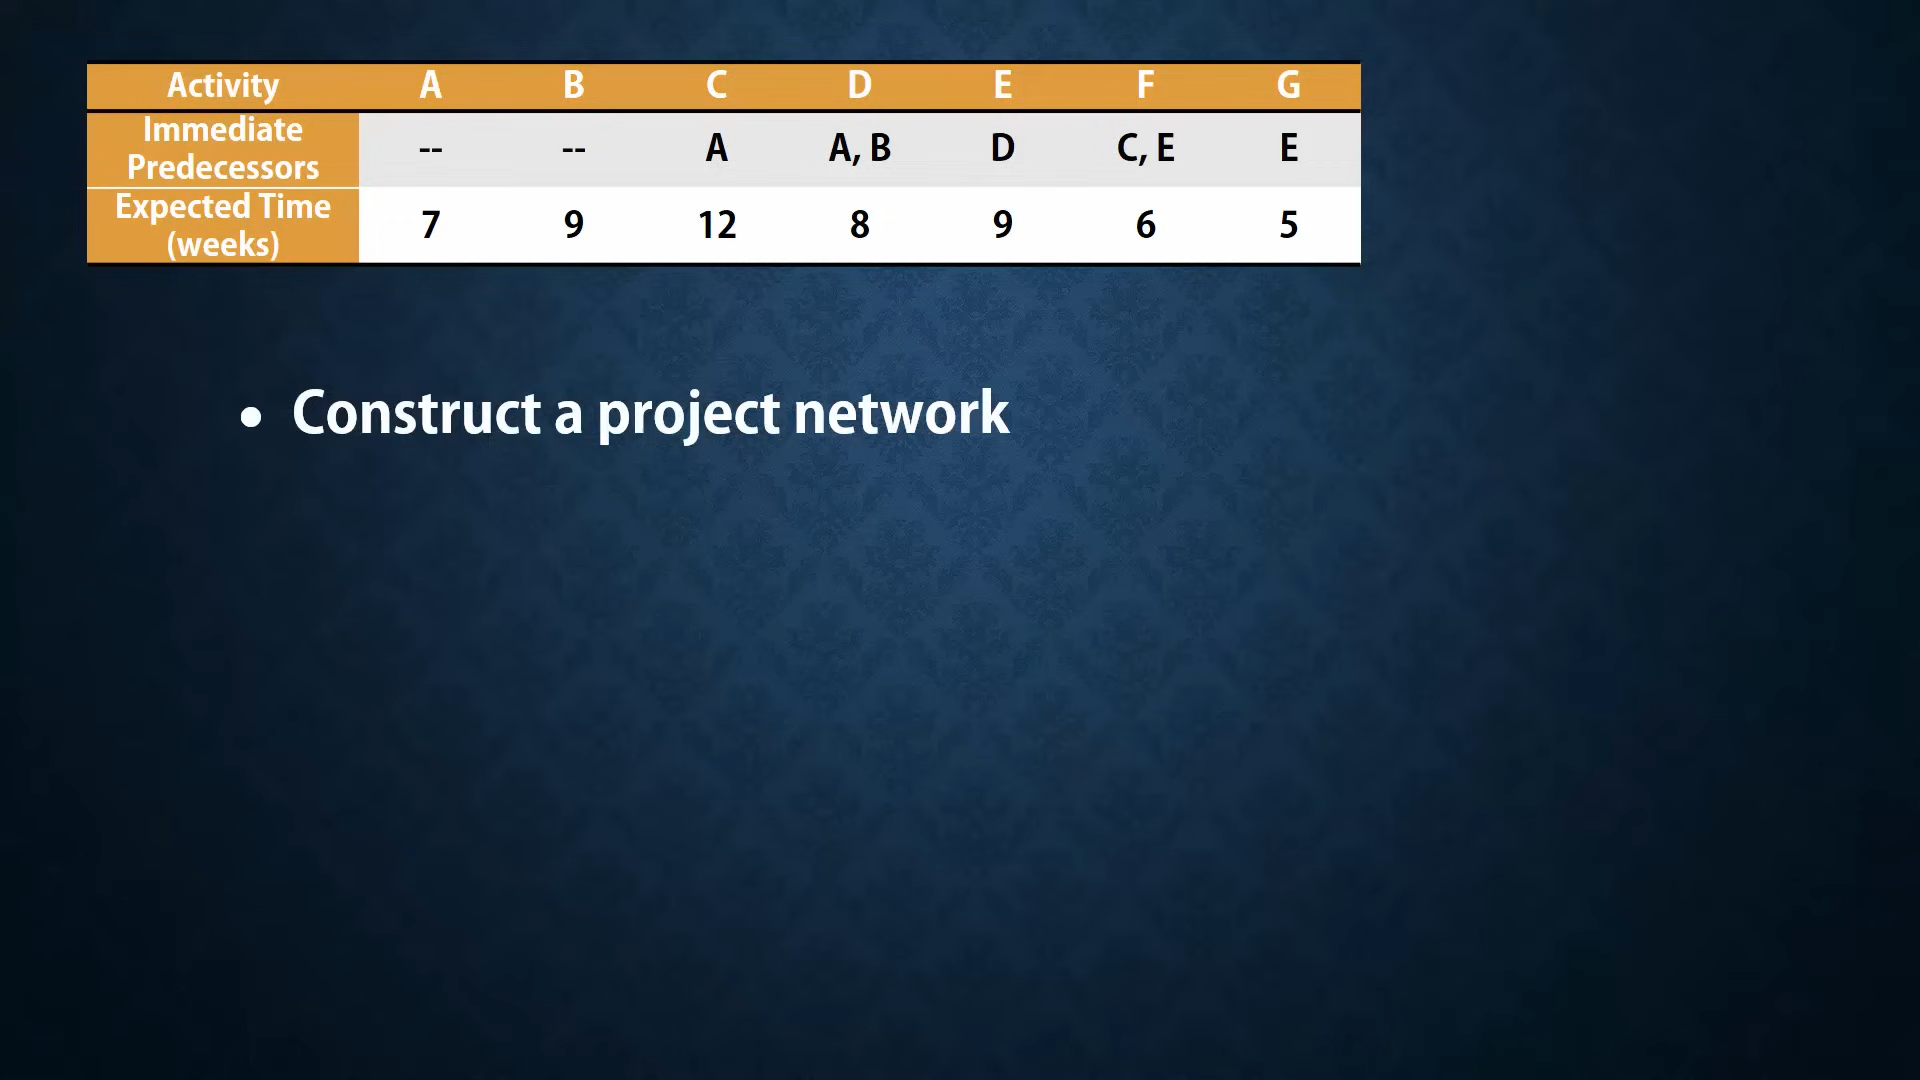 Activity A B C D E F G
Immediate
Predecessors -- -- A A, B D C, E E
Expected Time
(weeks) 7 9 12 8 9 6 5
• Construct a project network